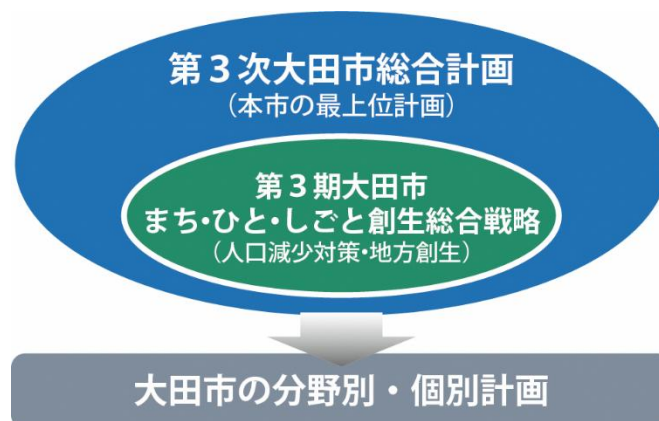 第３次大田市総合計画
（本市の最上位計画）
第３期大田市
まち・ひと・しごと創生総合戦略
（人口減少対策・地方創生）
大田市の分野別・個別計画